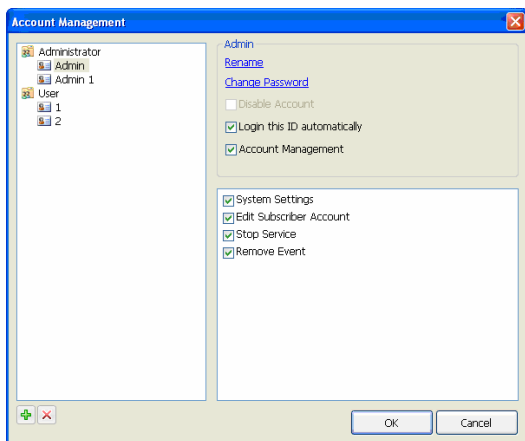 Account Management
Administrator
Admin
Admin 1
User
1
2
Admin
Rename
Change Password
Disable Account
Login this ID automatically
Account Management
System Settings
Edit Subscriber Account
Stop Service
Remove Event
OK
Cancel